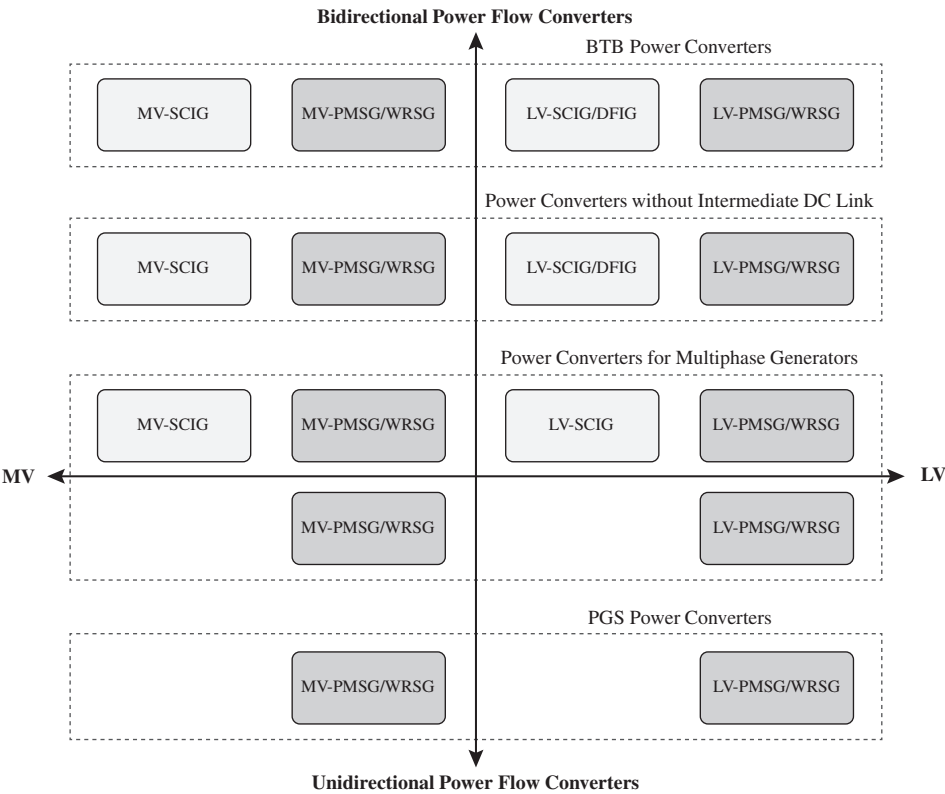 Bidirectional Power Flow Converters
BTB Power Converters
MV-SCIG
MV-PMSG/WRSG
LV-SCIG/DFIG
LV-PMSG/WRSG
Power Converters without Intermediate DC Link
MV-SCIG
MV-PMSG/WRSG
LV-SCIG/DFIG
LV-PMSG/WRSG
Power Converters for Multiphase Generators
MV-SCIG
MV-PMSG/WRSG
LV-SCIG
LV-PMSG/WRSG
MV
LV
MV-PMSG/WRSG
LV-PMSG/WRSG
PGS Power Converters
MV-PMSG/WRSG
LV-PMSG/WRSG
Unidirectional Power Flow Converters